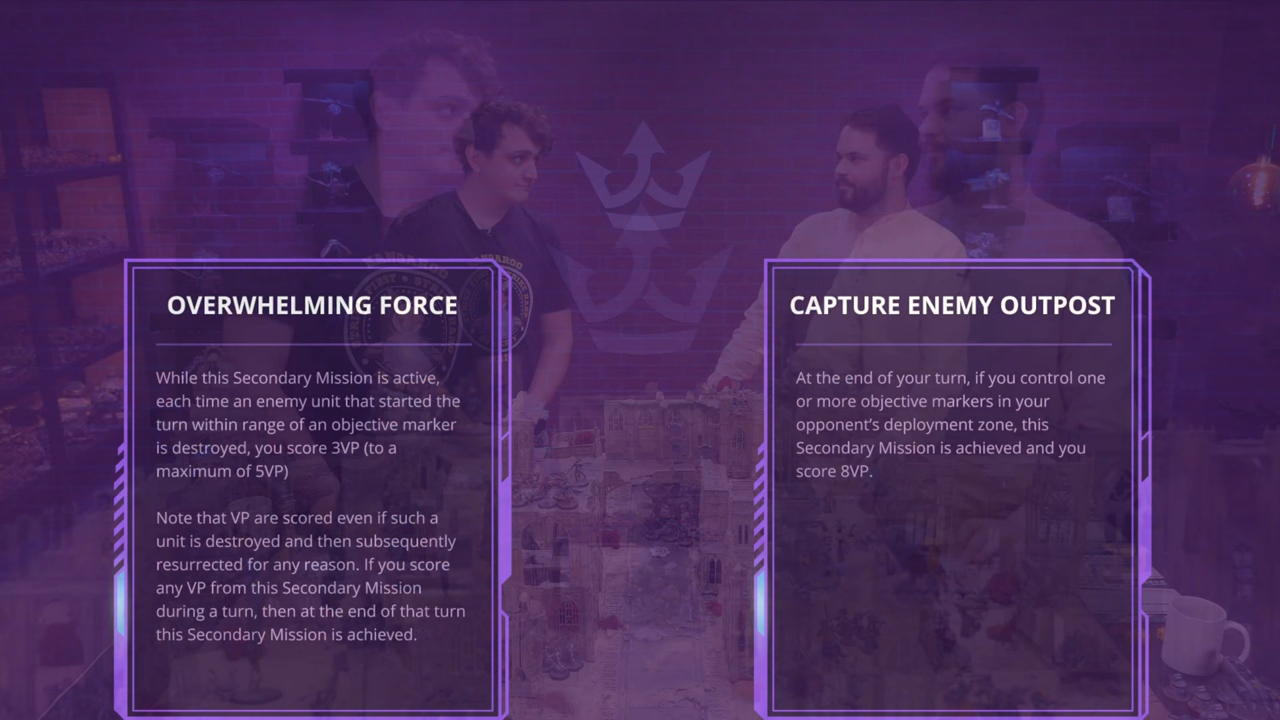 OVERWHELMING FORCE
While this Secondary Mission is active,
each time an enemy unit that started the
turn within range of an objective marker
is destroyed, you score 3VP (to a
maximum of 5VP)
Note that VP are scored even if such a
unit is destroyed and then subsequently
resurrected for any reason. If you score
any VP from this Secondary Mission
during a turn, then at the end of that turn
this Secondary Mission is achieved.
CAPTURE ENEMY OUTPOST
At the end of your turn, if you control one
or more objective markers in your
opponent’s deployment zone, this
Secondary Mission is achieved and you
score 8VP.
KANGAROO
FIRST